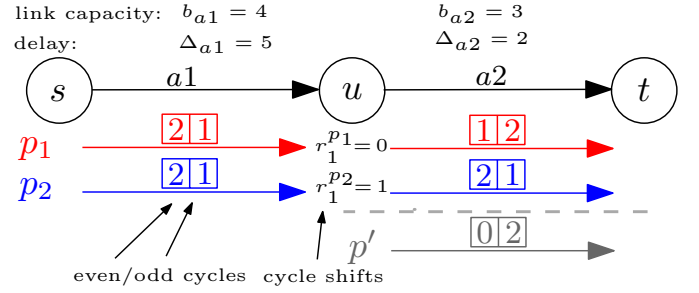 link capacity: b_{a1} = 4 b_{a2} = 3
delay: Δ_{a1} = 5 Δ_{a2} = 2
s a1 u a2 t
p_1 2 1 r_1^{p_1} = 0 1 2
p_2 2 1 r_1^{p_2} = 1 2 1
p' 0 2
even/odd cycles cycle shifts